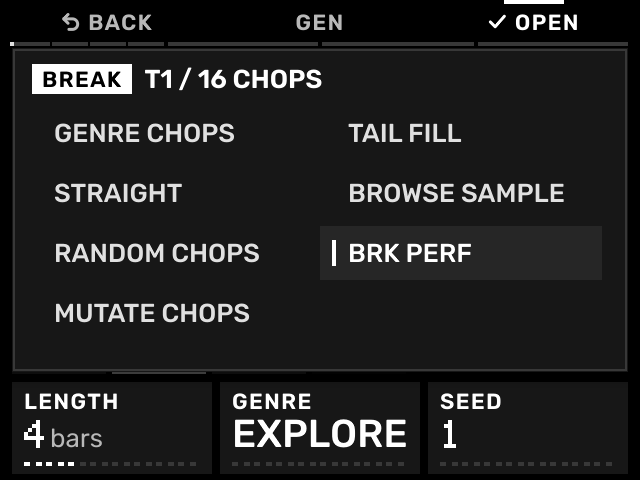 BACK GEN OPEN
BREAK T1 / 16 CHOPS
GENRE CHOPS TAIL FILL
STRAIGHT BROWSE SAMPLE
RANDOM CHOPS BRK PERF
MUTATE CHOPS
LENGTH GENRE SEED
4 bars EXPLORE 1